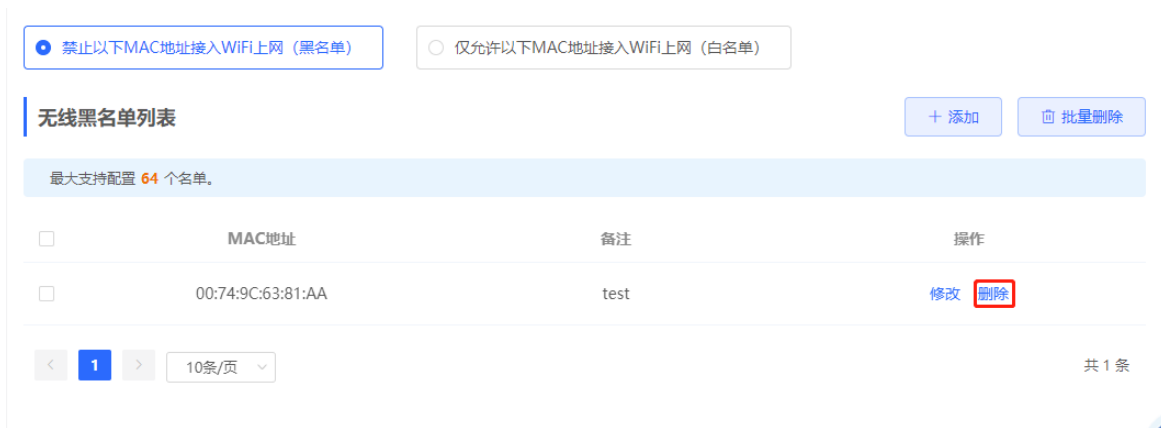 禁止以下MAC地址接入WiFi上网（黑名单） 仅允许以下MAC地址接入WiFi上网（白名单）
无线黑名单列表 + 添加 批量删除
最大支持配置 64 个名单。
MAC地址 备注 操作
00:74:9C:63:81:AA test 修改 删除
< 1 > 10条/页 共 1 条